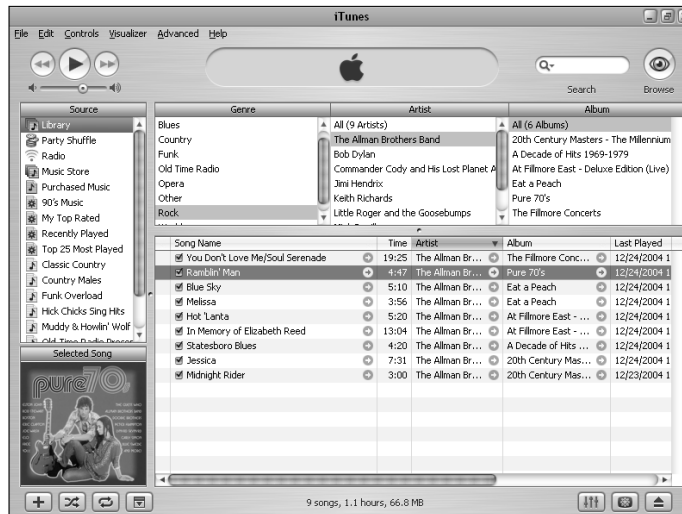 iTunes
File Edit Controls Visualizer Advanced Help
Search Browse
Source
Library
Party Shuffle
Radio
Music Store
Purchased Music
90's Music
My Top Rated
Recently Played
Top 25 Most Played
Classic Country
Country Males
Funk Overload
Hick Chicks Sing Hits
Muddy & Howlin' Wolf
Old Time Radio
Genre
Blues
Country
Funk
Old Time Radio
Opera
Other
Rock
Artist
All (9 Artists)
The Allman Brothers Band
Bob Dylan
Commander Cody and His Lost Planet A
Jimi Hendrix
Keith Richards
Little Roger and the Goosebumps
Album
All (6 Albums)
20th Century Masters - The Millennium
A Decade of Hits 1969-1979
At Fillmore East - Deluxe Edition (Live)
Eat a Peach
Pure 70's
The Fillmore Concerts
Song Name Time Artist Album Last Played
You Don't Love Me/Soul Serenade 19:25 The Allman Br... The Fillmore Conc... 12/24/2004 1
Ramblin' Man 4:47 The Allman Br... Pure 70's 12/24/2004 1
Blue Sky 5:10 The Allman Br... Eat a Peach 12/24/2004 1
Melissa 3:56 The Allman Br... Eat a Peach 12/24/2004 1
Hot 'Lanta 5:20 The Allman Br... At Fillmore East - ... 12/24/2004 1
In Memory of Elizabeth Reed 13:04 The Allman Br... At Fillmore East - ... 12/24/2004 1
Statesboro Blues 4:20 The Allman Br... A Decade of Hits ... 12/24/2004 1
Jessica 7:31 The Allman Br... 20th Century Mas... 12/24/2004 1
Midnight Rider 3:00 The Allman Br... 20th Century Mas... 12/23/2004 1
Selected Song
pure 70s
9 songs, 1.1 hours, 66.8 MB